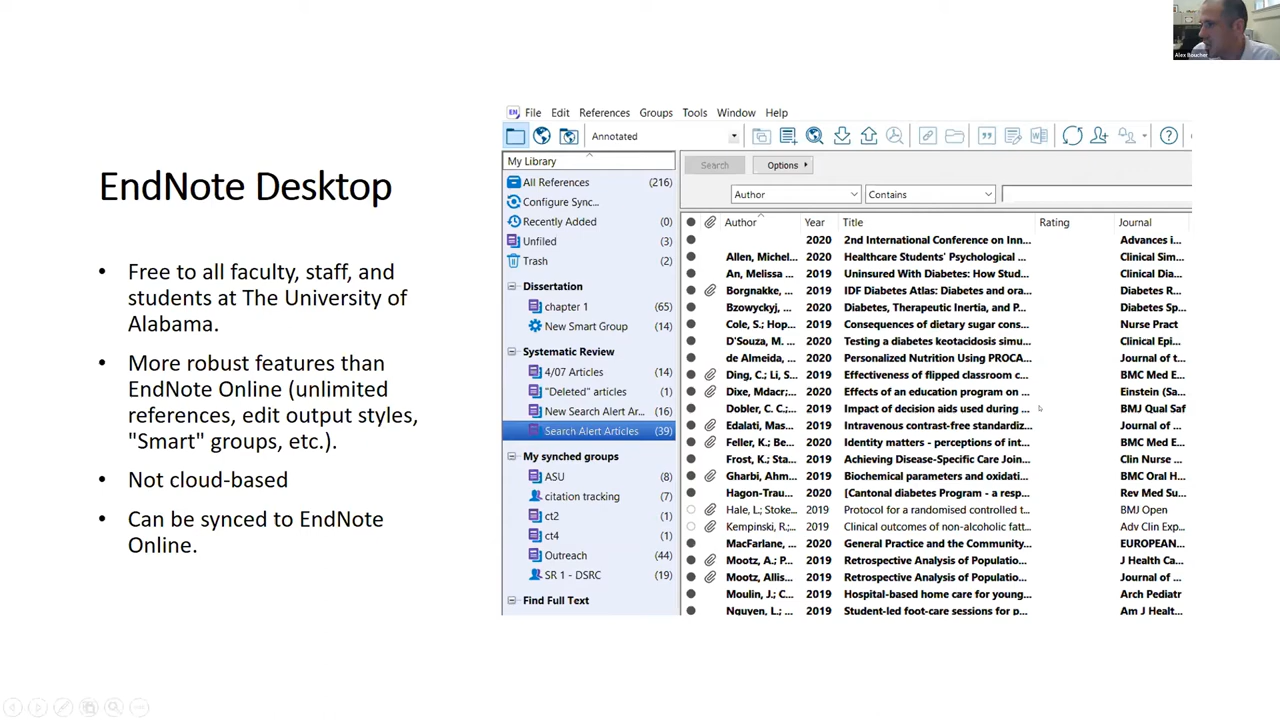 Alex Boucher
EndNote Desktop
• Free to all faculty, staff, and
students at The University of
Alabama.
• More robust features than
EndNote Online (unlimited
references, edit output styles,
"Smart" groups, etc.).
• Not cloud-based
• Can be synced to EndNote
Online.
EN File Edit References Groups Tools Window Help
Annotated
My Library
All References (216)
Configure Sync...
Recently Added (0)
Unfiled (3)
Trash (2)
Dissertation
chapter 1 (65)
New Smart Group (14)
Systematic Review
4/07 Articles (14)
"Deleted" articles (1)
New Search Alert Ar... (16)
Search Alert Articles (39)
My synched groups
ASU (8)
citation tracking (7)
ct2 (1)
ct4 (1)
Outreach (44)
SR 1 - DSRC (19)
Find Full Text
Search Options
Author Contains
Author Year Title Rating Journal
2020 2nd International Conference on Inn... Advances i...
Allen, Michel... 2020 Healthcare Students' Psychological ... Clinical Sim...
An, Melissa ... 2019 Uninsured With Diabetes: How Stud... Clinical Dia...
Borgnakke, ... 2019 IDF Diabetes Atlas: Diabetes and ora... Diabetes R...
Bzowyckyj, ... 2020 Diabetes, Therapeutic Inertia, and P... Diabetes Sp...
Cole, S.; Hop... 2019 Consequences of dietary sugar cons... Nurse Pract
D'Souza, M. ... 2020 Testing a diabetes keotacidosis simu... Clinical Epi...
de Almeida, ... 2020 Personalized Nutrition Using PROCA... Journal of t...
Ding, C.; Li, S... 2019 Effectiveness of flipped classroom c... BMC Med E...
Dixe, Mdacr;... 2020 Effects of an education program on ... Einstein (Sa...
Dobler, C. C.;... 2019 Impact of decision aids used during ... BMJ Qual Saf
Edalati, Mas... 2019 Intravenous contrast-free standardiz... Journal of ...
Feller, K.; Be... 2020 Identity matters - perceptions of int... BMC Med E...
Frost, K.; Sta... 2019 Achieving Disease-Specific Care Join... Clin Nurse ...
Gharbi, Ahm... 2019 Biochemical parameters and oxidati... BMC Oral H...
Hagon-Trau... 2020 [Cantonal diabetes Program - a resp... Rev Med Su...
Hale, L.; Stoke... 2019 Protocol for a randomised controlled t... BMJ Open
Kempinski, R.;... 2019 Clinical outcomes of non-alcoholic fatt... Adv Clin Exp...
MacFarlane, ... 2020 General Practice and the Community... EUROPEAN...
Mootz, A.; P... 2019 Retrospective Analysis of Populatio... J Health Ca...
Mootz, Allis... 2019 Retrospective Analysis of Populatio... Journal of ...
Moulin, J.; C... 2019 Hospital-based home care for young... Arch Pediatr
Nguyen, L.; ... 2019 Student-led foot-care sessions for p... Am J Healt...